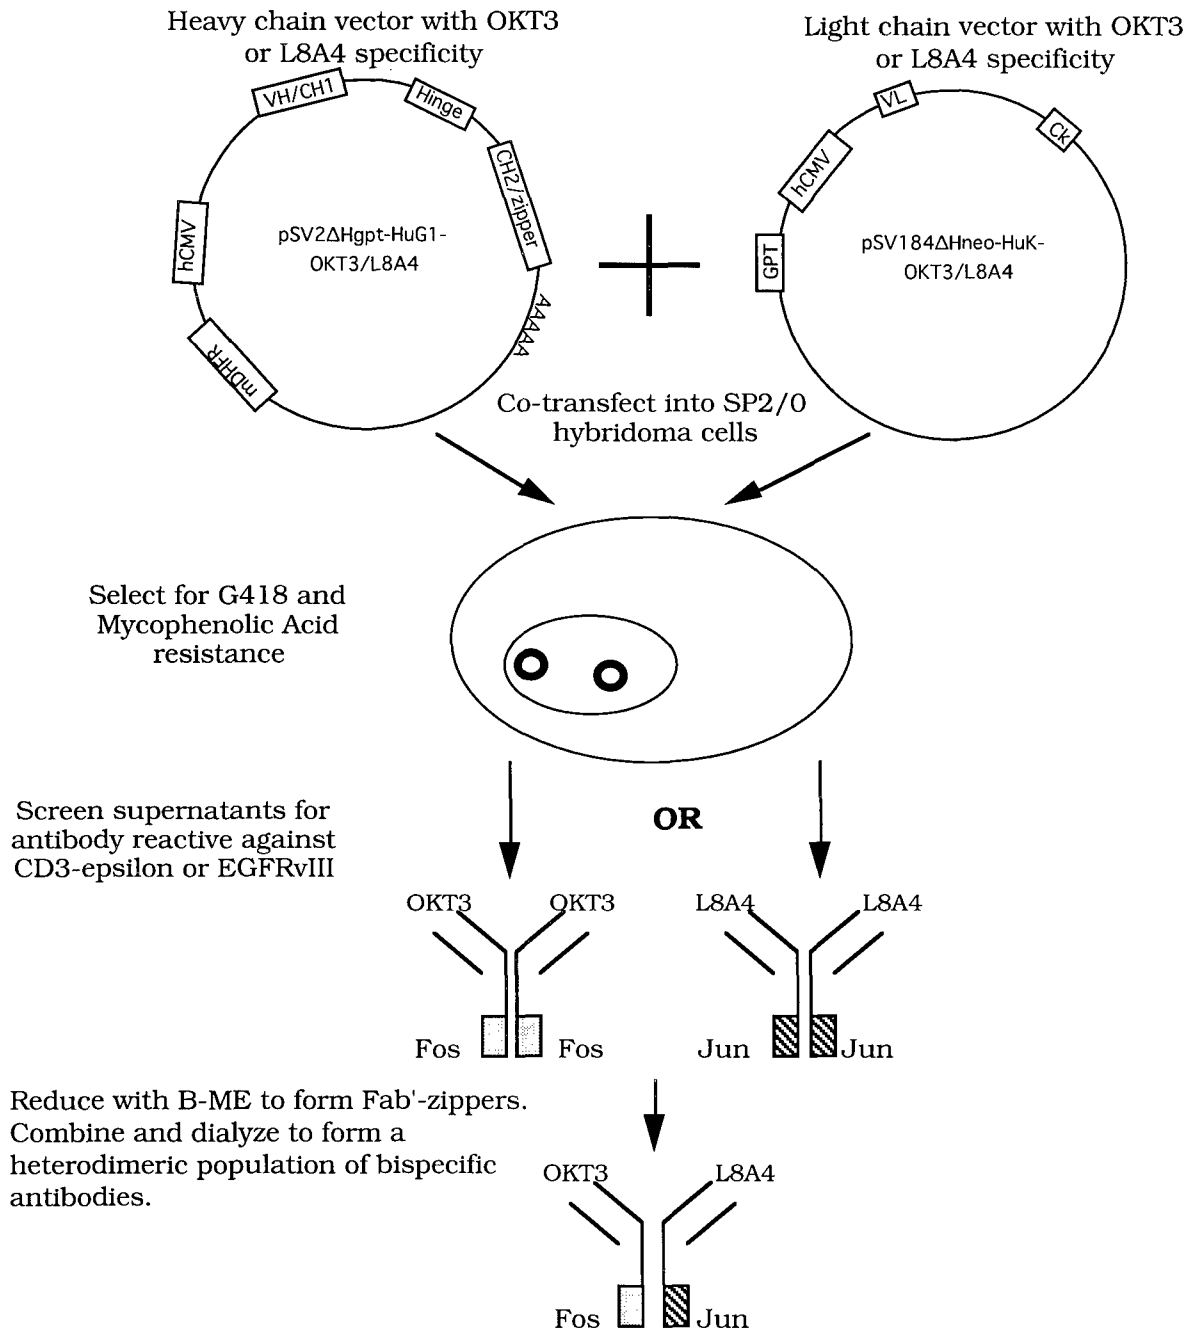 Heavy chain vector with OKT3
or L8A4 specificity
Light chain vector with OKT3
or L8A4 specificity
VH/CH1
Hinge
CH2/zipper
AAAAA
hCMV
mDHFR
pSV2ΔHgpt-HuG1-
OKT3/L8A4
VL
Ck
hCMV
GPT
pSV184ΔHneo-HuK-
OKT3/L8A4
Co-transfect into SP2/0
hybridoma cells
Select for G418 and
Mycophenolic Acid
resistance
Screen supernatants for
antibody reactive against
CD3-epsilon or EGFRvIII
OR
OKT3 OKT3 L8A4 L8A4
Fos Fos Jun Jun
Reduce with B-ME to form Fab'-zippers.
Combine and dialyze to form a
heterodimeric population of bispecific
antibodies.
OKT3 L8A4
Fos Jun